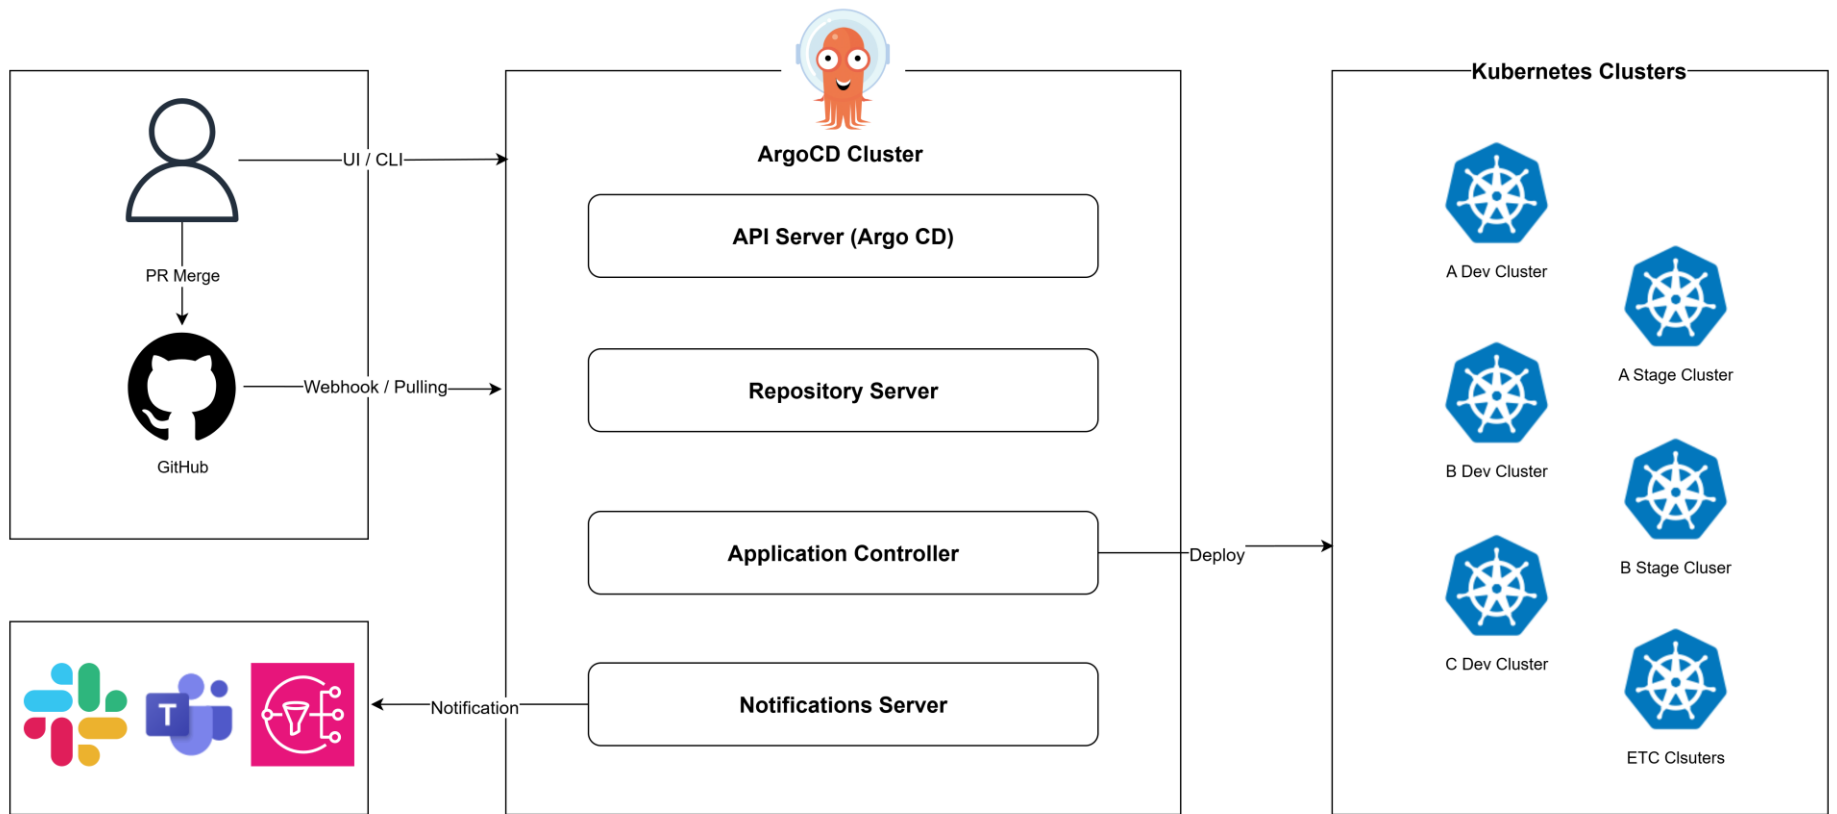 UI / CLI
PR Merge
GitHub
Webhook / Pulling
ArgoCD Cluster
API Server (Argo CD)
Repository Server
Application Controller
Notifications Server
Notification
T
Deploy
Kubernetes Clusters
A Dev Cluster
A Stage Cluster
B Dev Cluster
B Stage Cluser
C Dev Cluster
ETC Clsuters